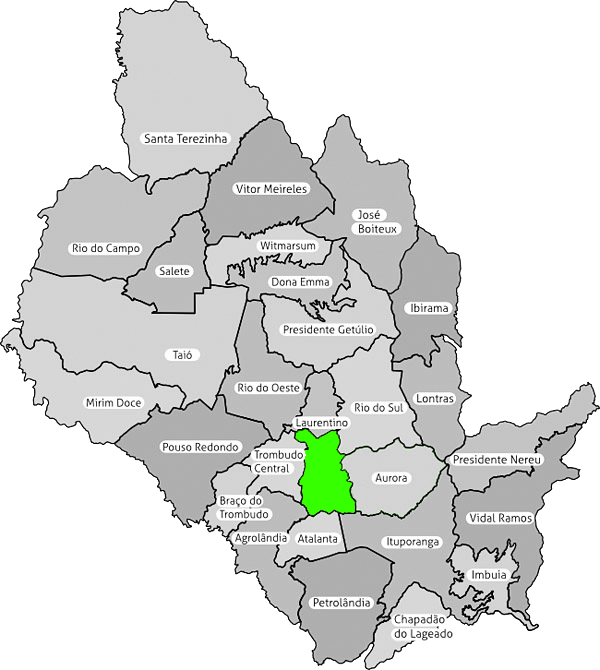 Santa Terezinha
Vitor Meireles
José
Boiteux
Rio do Campo
Witmarsum
Salete
Dona Emma
Ibirama
Presidente Getúlio
Taió
Rio do Oeste
Lontras
Mirim Doce
Rio do Sul
Laurentino
Pouso Redondo
Trombudo
Central
Presidente Nereu
Aurora
Braço do
Trombudo
Vidal Ramos
Agrolândia
Atalanta
Ituporanga
Imbuia
Petrolândia
Chapadão
do Lageado